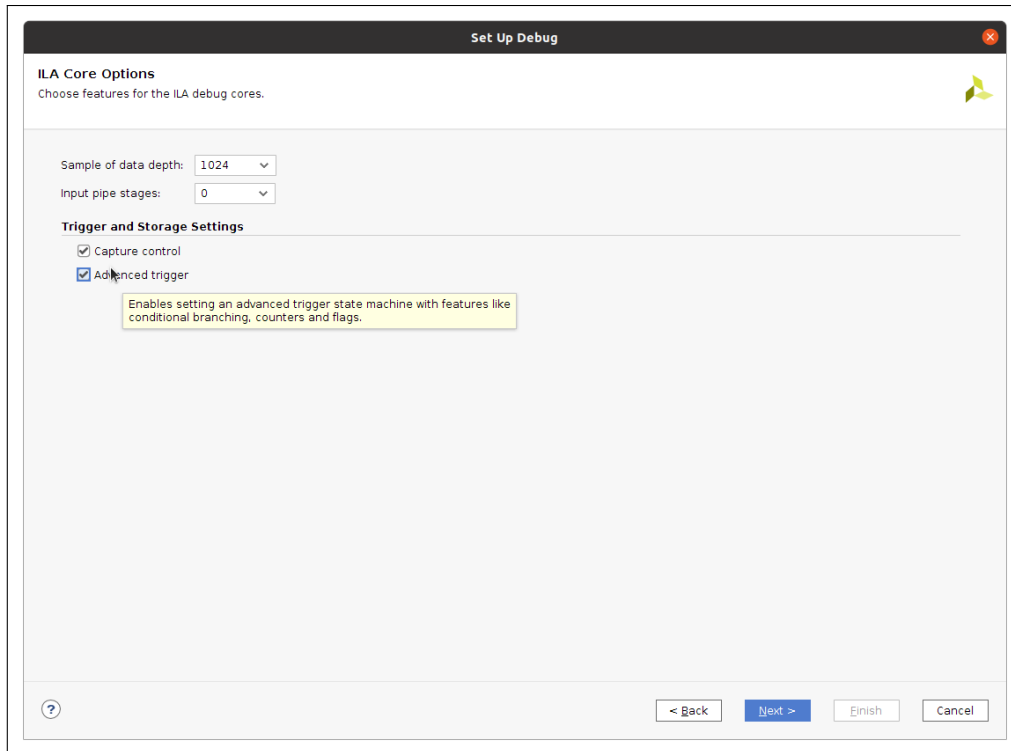 Set Up Debug
ILA Core Options
Choose features for the ILA debug cores.
Sample of data depth: 1024
Input pipe stages: 0
Trigger and Storage Settings
Capture control
Advanced trigger
Enables setting an advanced trigger state machine with features like
conditional branching, counters and flags.
? < Back Next > Finish Cancel